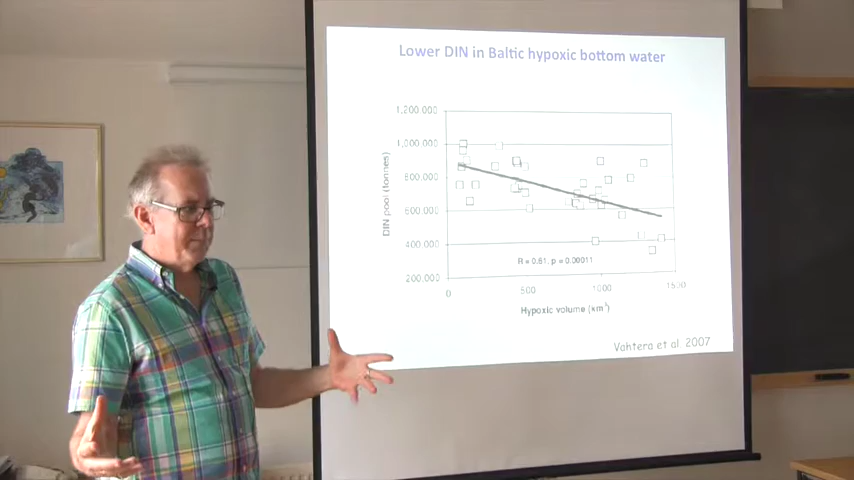 Lower DIN in Baltic hypoxic bottom water
1,200,000
1,000,000
800,000
600,000
400,000
200,000
DIN pool (tonnes)
R = 0.61, p = 0.00011
0
500
1000
1500
Hypoxic volume (km³)
Vahtera et al. 2007